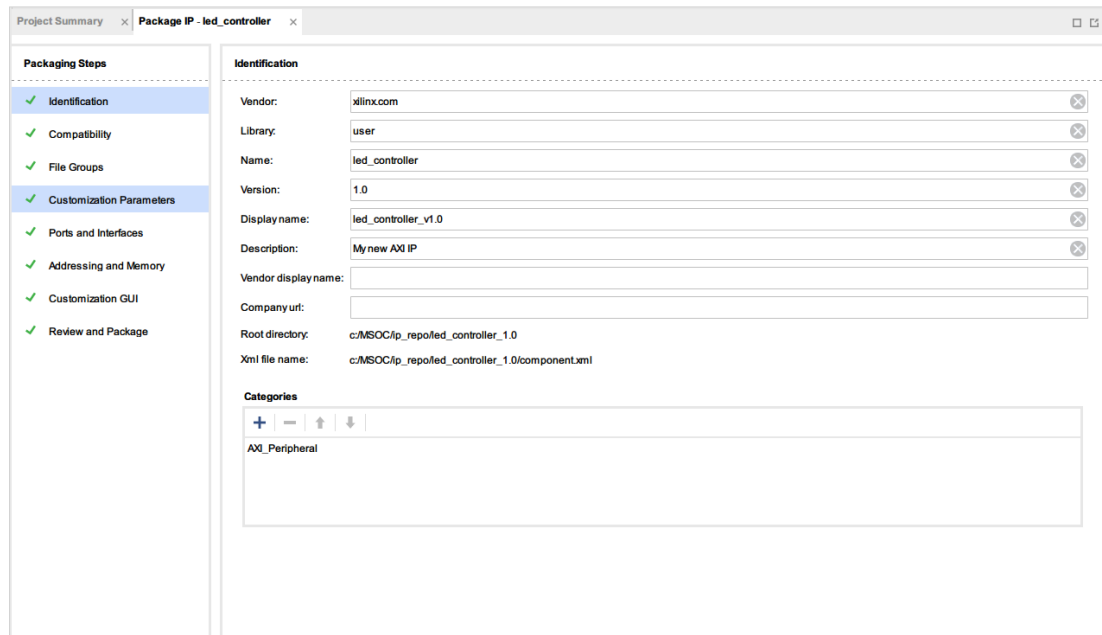 Project Summary × Package IP - led_controller ×
Packaging Steps
Identification
Compatibility
File Groups
Customization Parameters
Ports and Interfaces
Addressing and Memory
Customization GUI
Review and Package
Identification
Vendor: xilinx.com
Library: user
Name: led_controller
Version: 1.0
Display name: led_controller_v1.0
Description: My new AXI IP
Vendor display name:
Company url:
Root directory: c:/MSOC/ip_repo/led_controller_1.0
Xml file name: c:/MSOC/ip_repo/led_controller_1.0/component.xml
Categories
AXI_Peripheral